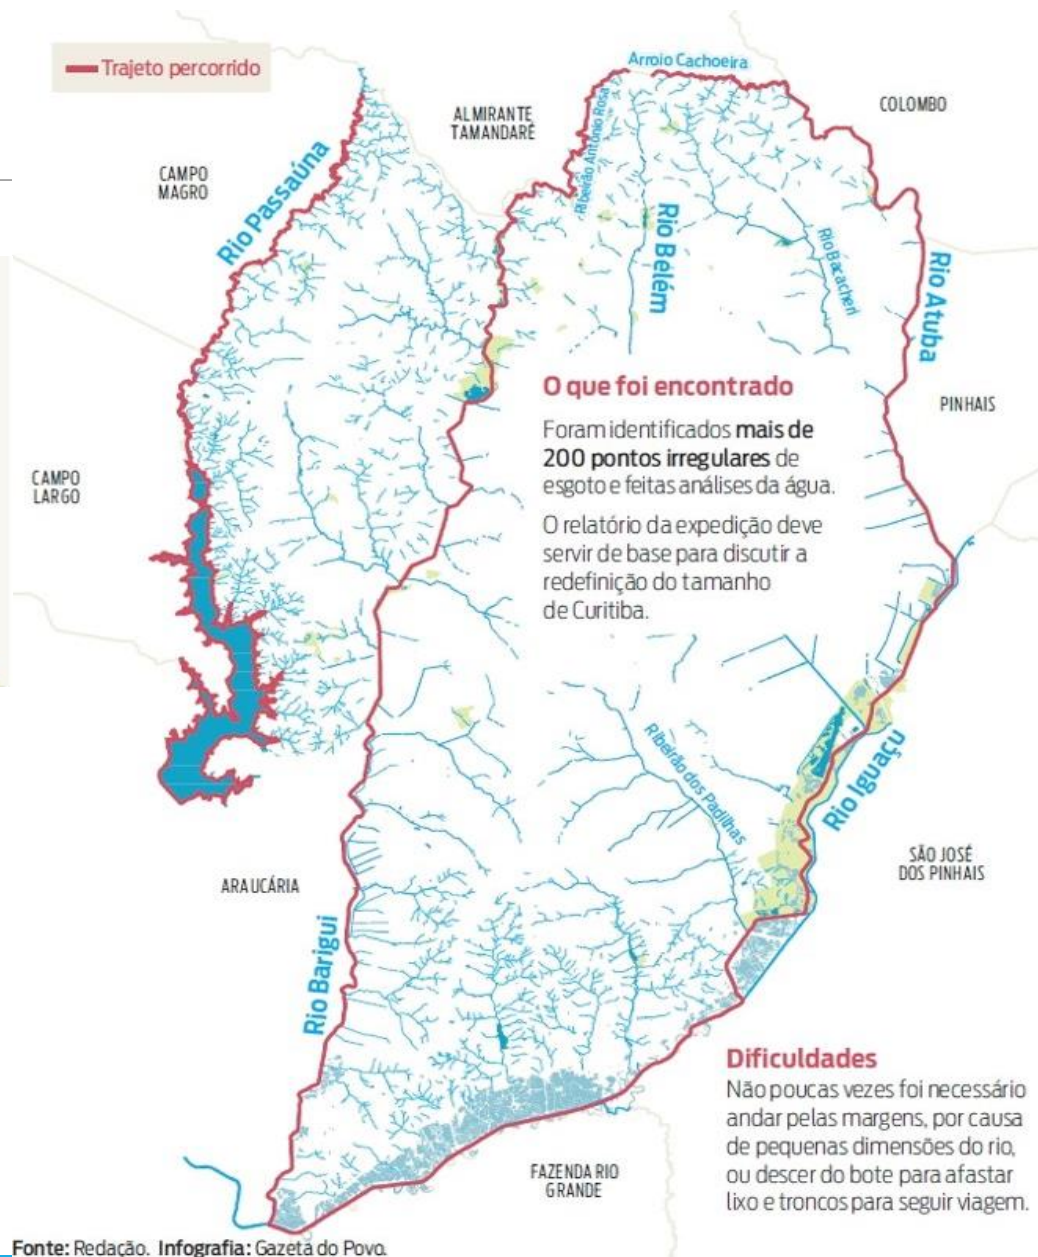 Trajeto percorrido
Arroio Cachoeira
COLOMBO
ALMIRANTE
TAMANDARÉ
Ribeirão Antônio Rosa
CAMPO
MAGRO
Rio Passaúna
Rio Belém
Rio Bacacheri
Rio Atuba
O que foi encontrado
Foram identificados mais de
200 pontos irregulares de
esgoto e feitas análises da água.
O relatório da expedição deve
servir de base para discutir a
redefinição do tamanho
de Curitiba.
PINHAIS
CAMPO
LARGO
Ribeirão dos Padilhas
Rio Iguaçu
SÃO JOSÉ
DOS PINHAIS
ARAUCÁRIA
Rio Barigui
Dificuldades
Não poucas vezes foi necessário
andar pelas margens, por causa
de pequenas dimensões do rio,
ou descer do bote para afastar
lixo e troncos para seguir viagem.
FAZENDA RIO
GRANDE
Fonte: Redação. Infografia: Gazeta do Povo.